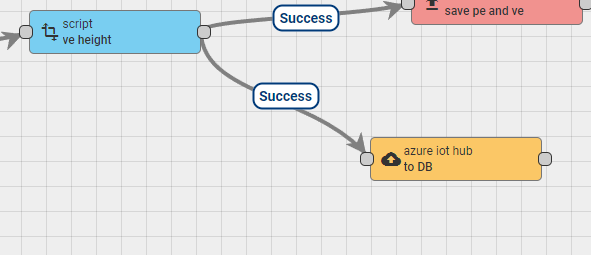 script
ve height
Success
save pe and ve
Success
azure iot hub
to DB